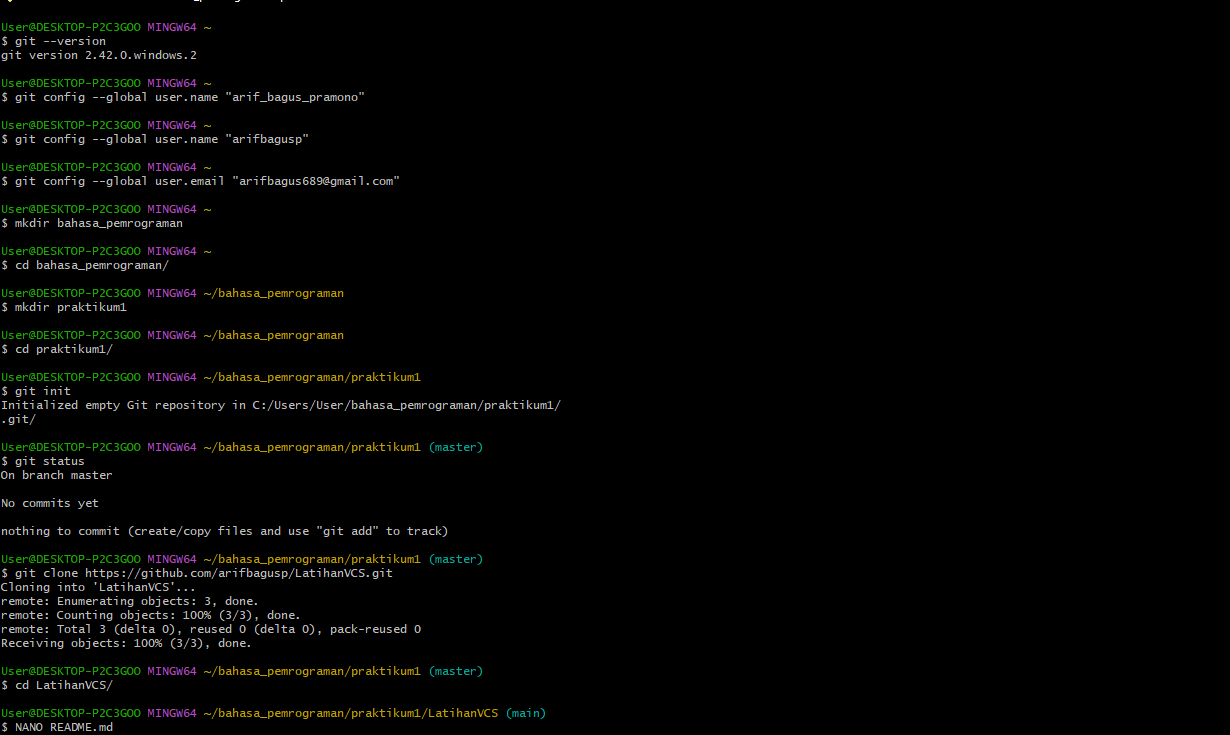 User@DESKTOP-P2C3GOO MINGW64 ~
$ git --version
git version 2.42.0.windows.2
User@DESKTOP-P2C3GOO MINGW64 ~
$ git config --global user.name "arif_bagus_pramono"
User@DESKTOP-P2C3GOO MINGW64 ~
$ git config --global user.name "arifbagusp"
User@DESKTOP-P2C3GOO MINGW64 ~
$ git config --global user.email "arifbagus689@gmail.com"
User@DESKTOP-P2C3GOO MINGW64 ~
$ mkdir bahasa_pemrograman
User@DESKTOP-P2C3GOO MINGW64 ~
$ cd bahasa_pemrograman/
User@DESKTOP-P2C3GOO MINGW64 ~/bahasa_pemrograman
$ mkdir praktikum1
User@DESKTOP-P2C3GOO MINGW64 ~/bahasa_pemrograman
$ cd praktikum1/
User@DESKTOP-P2C3GOO MINGW64 ~/bahasa_pemrograman/praktikum1
$ git init
Initialized empty Git repository in C:/Users/User/bahasa_pemrograman/praktikum1/
.git/
User@DESKTOP-P2C3GOO MINGW64 ~/bahasa_pemrograman/praktikum1 (master)
$ git status
On branch master
No commits yet
nothing to commit (create/copy files and use "git add" to track)
User@DESKTOP-P2C3GOO MINGW64 ~/bahasa_pemrograman/praktikum1 (master)
$ git clone https://github.com/arifbagusp/LatihanVCS.git
Cloning into 'LatihanVCS'...
remote: Enumerating objects: 3, done.
remote: Counting objects: 100% (3/3), done.
remote: Total 3 (delta 0), reused 0 (delta 0), pack-reused 0
Receiving objects: 100% (3/3), done.
User@DESKTOP-P2C3GOO MINGW64 ~/bahasa_pemrograman/praktikum1 (master)
$ cd LatihanVCS/
User@DESKTOP-P2C3GOO MINGW64 ~/bahasa_pemrograman/praktikum1/LatihanVCS (main)
$ NANO README.md